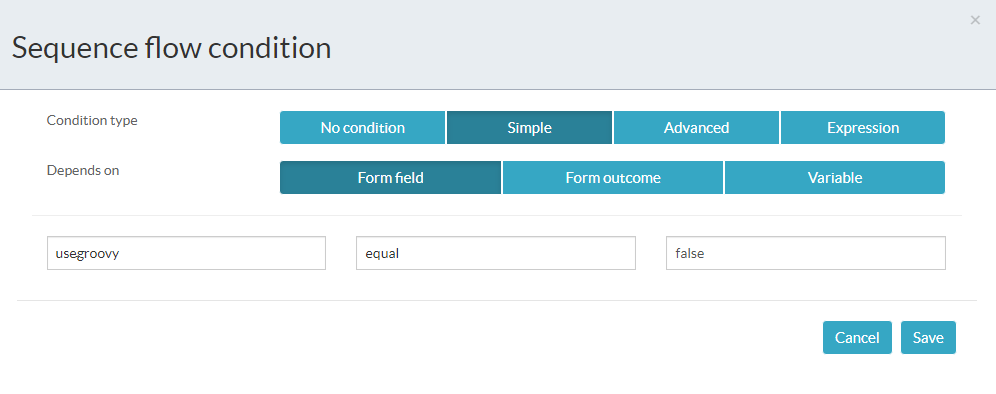 ×
Sequence flow condition
Condition type
No condition
Simple
Advanced
Expression
Depends on
Form field
Form outcome
Variable
usegroovy
equal
false
Cancel
Save